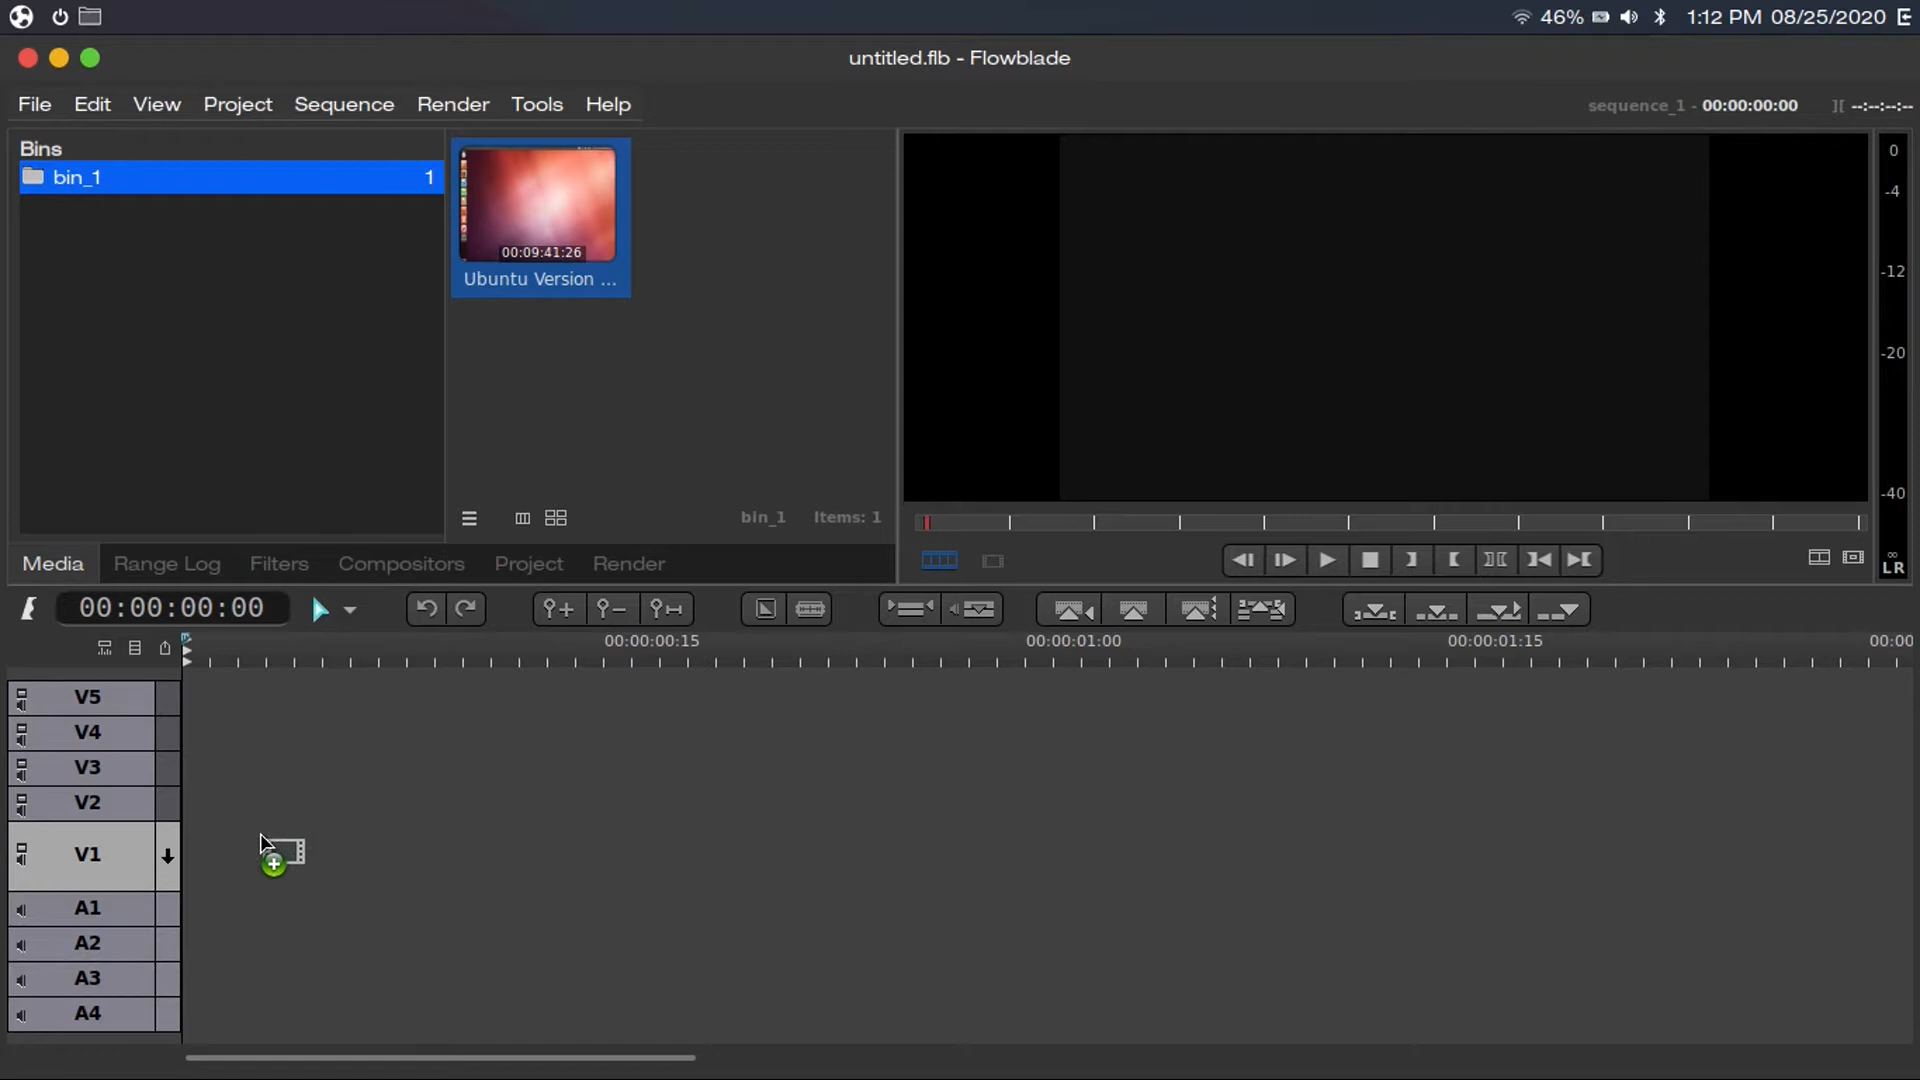 46% 1:12 PM 08/25/2020
untitled.flb - Flowblade
File Edit View Project Sequence Render Tools Help
sequence_1 - 00:00:00:00 ][ --:--:--:--
Bins
bin_1 1
00:09:41:26
Ubuntu Version ...
0
-4
-12
-20
-40
∞
LR
bin_1 Items: 1
Media Range Log Filters Compositors Project Render
00:00:00:00
00:00:00:15 00:00:01:00 00:00:01:15 00:00
V5
V4
V3
V2
V1
A1
A2
A3
A4